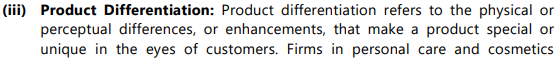 (iii) Product Differentiation: Product differentiation refers to the physical or
perceptual differences, or enhancements, that make a product special or
unique in the eyes of customers. Firms in personal care and cosmetics